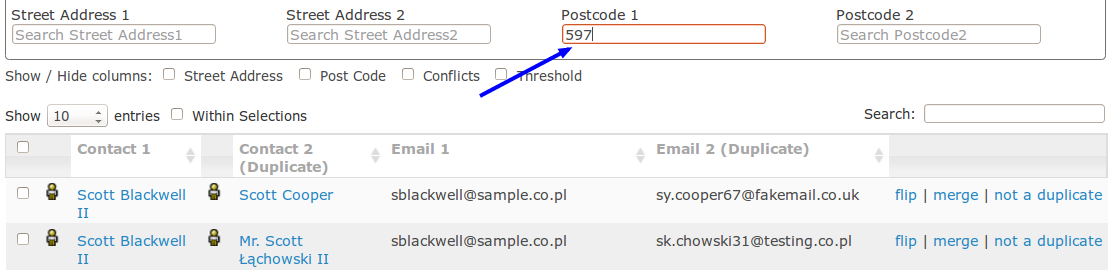 Street Address 1 Street Address 2 Postcode 1 Postcode 2
Search Street Address1 Search Street Address2 597 Search Postcode2
Show / Hide columns: Street Address Post Code Conflicts Threshold
Show 10 entries Within Selections Search:
Contact 1 Contact 2 Email 1 Email 2 (Duplicate)
(Duplicate)
Scott Blackwell Scott Cooper sblackwell@sample.co.pl sy.cooper67@fakemail.co.uk flip | merge | not a duplicate
II
Scott Blackwell Mr. Scott sblackwell@sample.co.pl sk.chowski31@testing.co.pl flip | merge | not a duplicate
II Łąchowski II